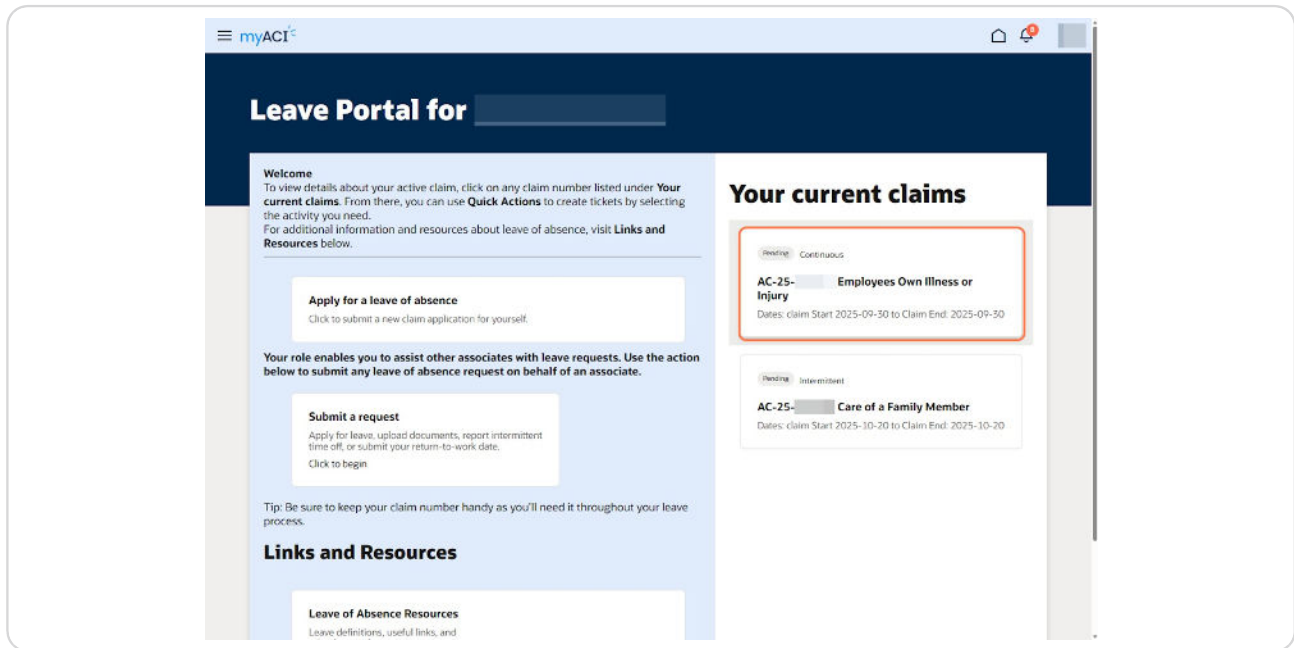 myACI
Leave Portal for
Welcome
To view details about your active claim, click on any claim number listed under Your
current claims. From there, you can use Quick Actions to create tickets by selecting
the activity you need.
For additional information and resources about leave of absence, visit Links and
Resources below.
Apply for a leave of absence
Click to submit a new claim application for yourself.
Your role enables you to assist other associates with leave requests. Use the action
below to submit any leave of absence request on behalf of an associate.
Submit a request
Apply for leave, upload documents, report intermittent
time off, or submit your return-to-work date.
Click to begin
Tip: Be sure to keep your claim number handy as you'll need it throughout your leave
process.
Links and Resources
Leave of Absence Resources
Leave definitions, useful links, and
Your current claims
Pending Continuous
AC-25- Employees Own Illness or
Injury
Dates: claim Start 2025-09-30 to Claim End: 2025-09-30
Pending Intermittent
AC-25- Care of a Family Member
Dates: claim Start 2025-10-20 to Claim End: 2025-10-20